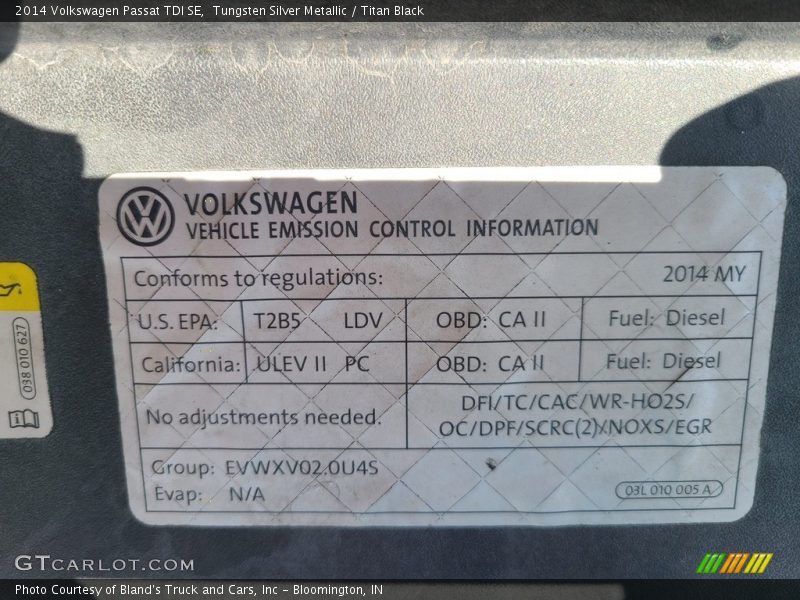 2014 Volkswagen Passat TDI SE,  Tungsten Silver Metallic / Titan Black
VOLKSWAGEN
VEHICLE EMISSION CONTROL INFORMATION
Conforms to regulations: 2014 MY
U.S. EPA: T2B5 LDV OBD: CA II Fuel: Diesel
California: ULEV II PC OBD: CA II Fuel: Diesel
No adjustments needed.
DFI/TC/CAC/WR-HO2S/
OC/DPF/SCRC(2)/NOXS/EGR
Group: EVWXV02.0U4S
Evap: N/A
03L 010 005 A
038 010 627
GTCARLOT.COM
Photo Courtesy of Bland's Truck and Cars, Inc – Bloomington, IN